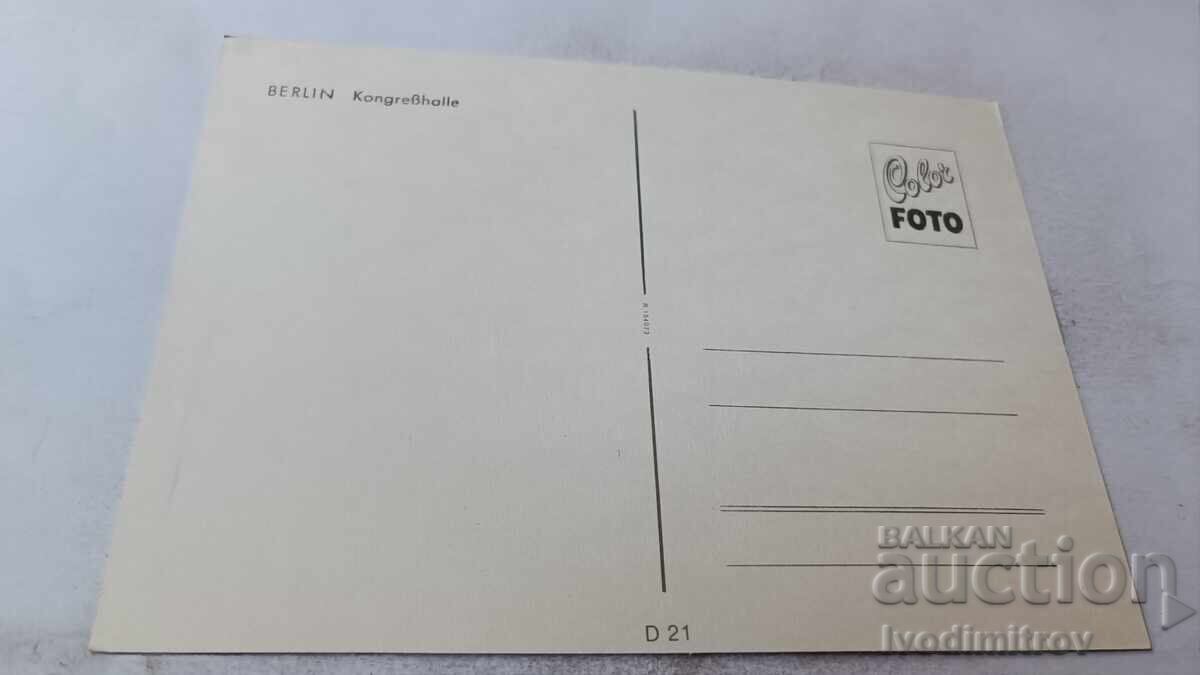 BERLIN Kongreßhalle
Color
FOTO
D 21
BALKAN
auction
Ivodimitrov